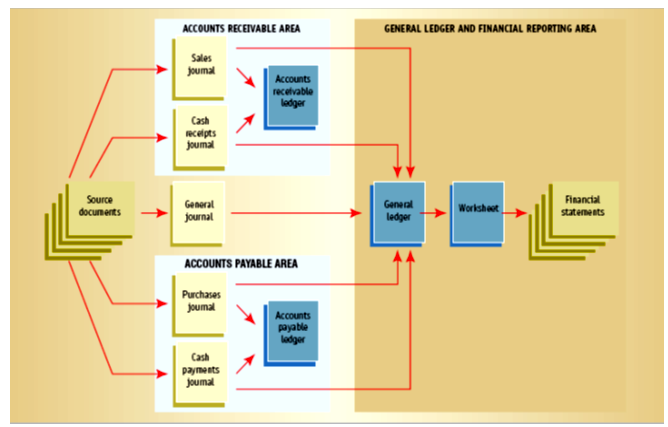 ACCOUNTS RECEIVABLE AREA
GENERAL LEDGER AND FINANCIAL REPORTING AREA
Sales
journal
Accounts
receivable
ledger
Cash
receipts
journal
Source
documents
General
journal
General
ledger
Worksheet
Financial
statements
ACCOUNTS PAYABLE AREA
Purchases
journal
Accounts
payable
ledger
Cash
payments
journal